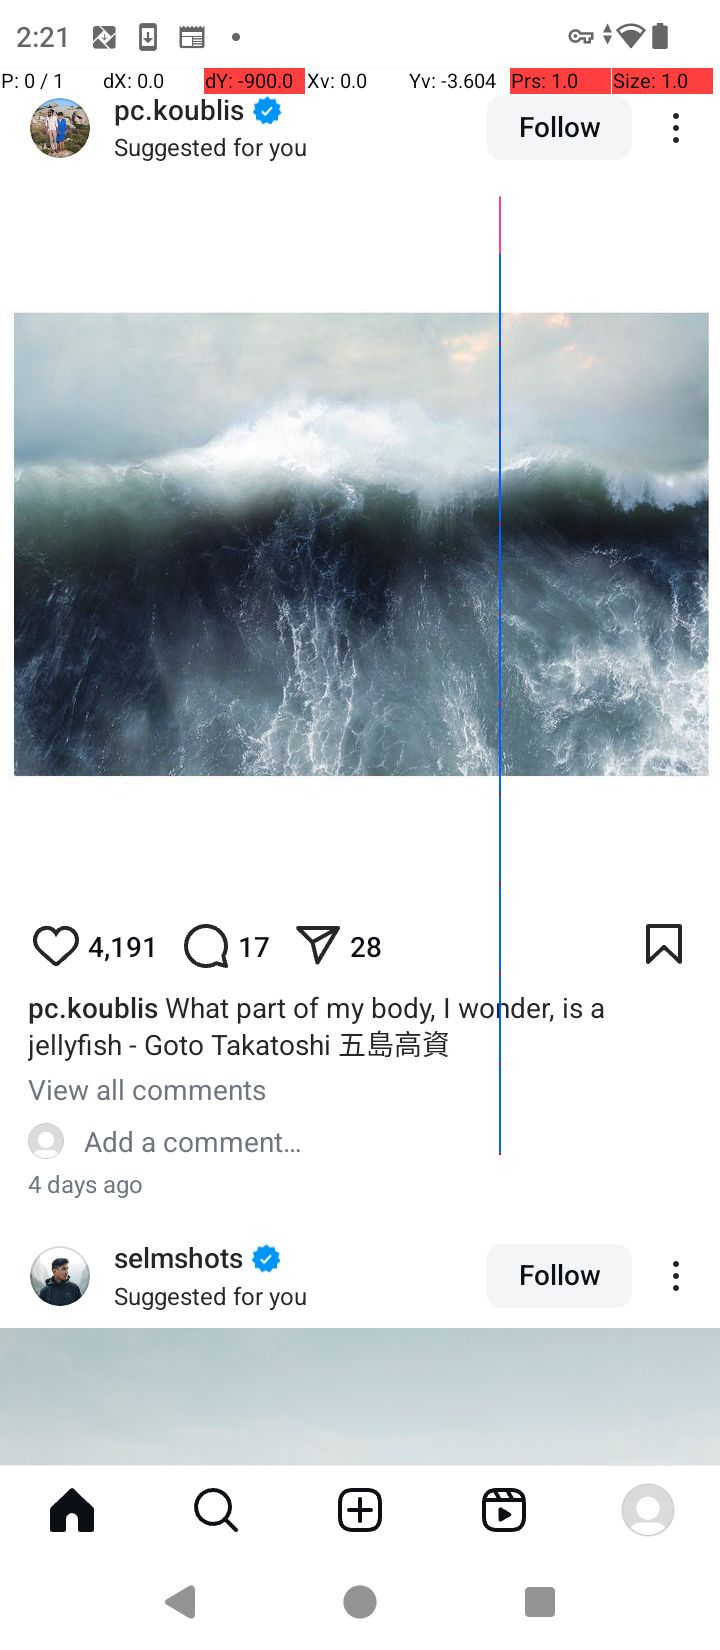 2:21
P: 0 / 1 dX: 0.0 dY: -900.0 Xv: 0.0 Yv: -3.604 Prs: 1.0 Size: 1.0
pc.koublis
Suggested for you
Follow
4,191 17 28
pc.koublis What part of my body, I wonder, is a
jellyfish - Goto Takatoshi 五島高資
View all comments
Add a comment...
4 days ago
selmshots
Suggested for you
Follow